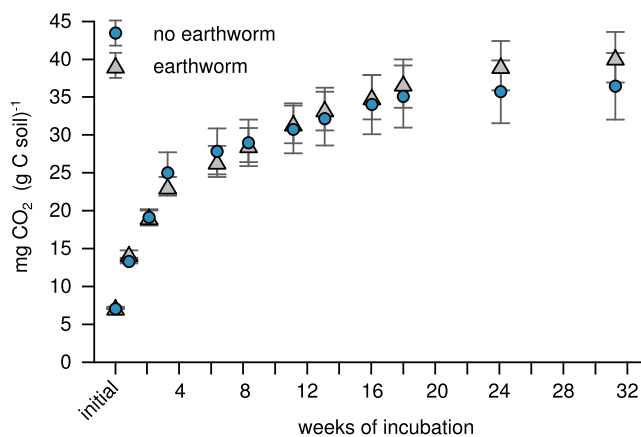 45
40
35
30
25
20
15
10
5
0
mg CO₂ (g C soil)⁻¹
no earthworm
earthworm
initial 4 8 12 16 20 24 28 32
weeks of incubation